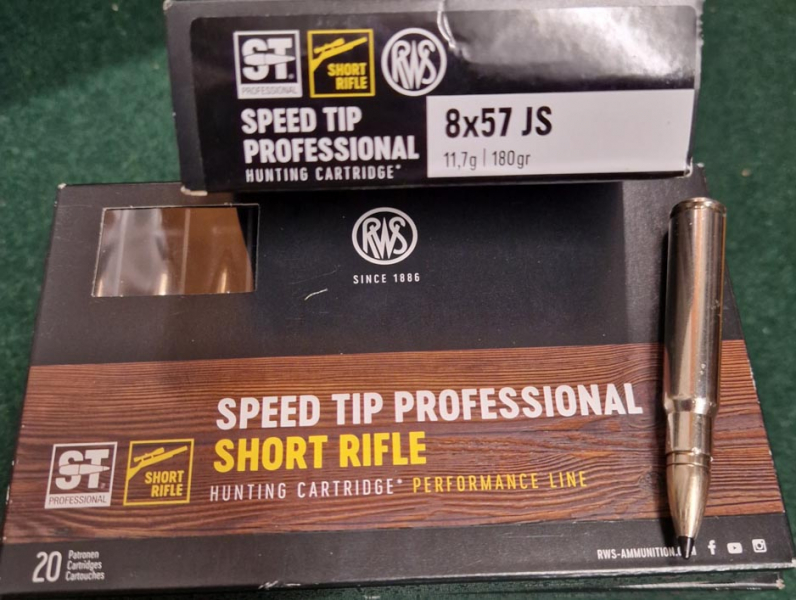 ST
PROFESSIONAL
SHORT
RIFLE
RWS
SPEED TIP
PROFESSIONAL
HUNTING CARTRIDGE*
8x57 JS
11,7g | 180gr
RWS
SINCE 1886
SPEED TIP PROFESSIONAL
SHORT RIFLE
HUNTING CARTRIDGE* PERFORMANCE LINE
ST
PROFESSIONAL
SHORT
RIFLE
20
Patronen
Cartridges
Cartouches